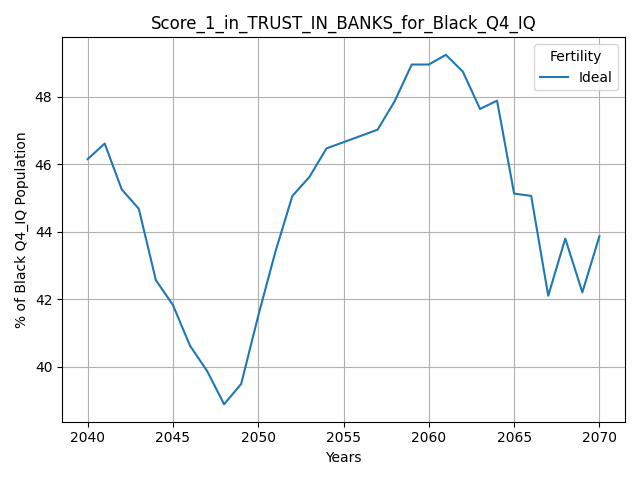 Score_1_in_TRUST_IN_BANKS_for_Black_Q4_IQ
Fertility
Ideal
% of Black Q4_IQ Population
48
46
44
42
40
2040 2045 2050 2055 2060 2065 2070
Years